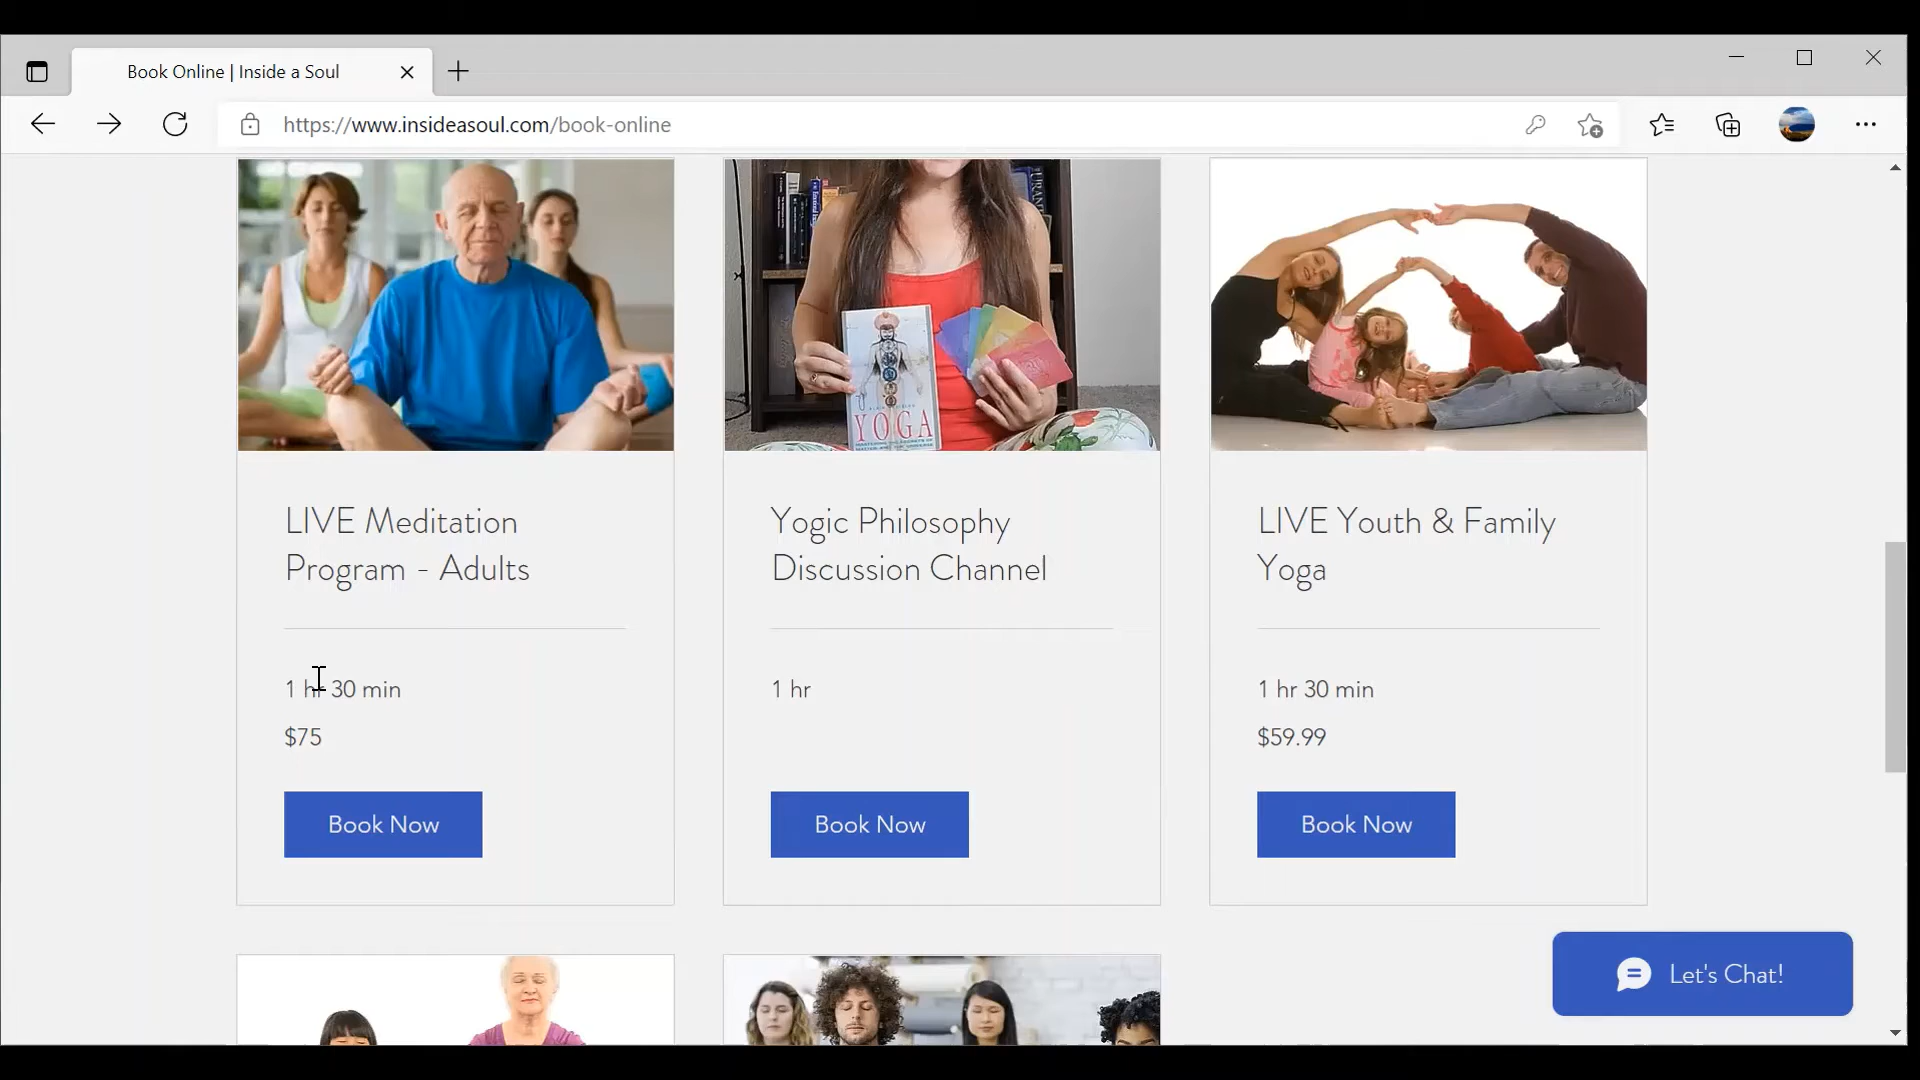 Book Online | Inside a Soul
https://www.insideasoul.com/book-online
YOGA
LIVE Meditation
Program - Adults
1 hr 30 min
$75
Book Now
Yogic Philosophy
Discussion Channel
1 hr
Book Now
LIVE Youth & Family
Yoga
1 hr 30 min
$59.99
Book Now
Let's Chat!